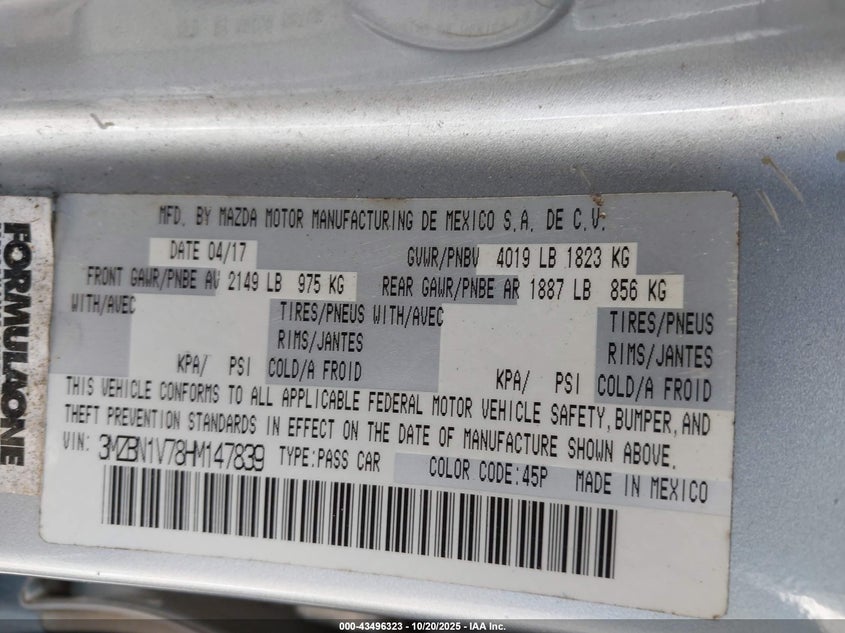 MFD. BY MAZDA MOTOR MANUFACTURING DE MEXICO S.A. DE C.V.
DATE 04/17 GVWR/PNBV 4019 LB 1823 KG
FRONT GAWR/PNBE AV 2149 LB 975 KG REAR GAWR/PNBE AR 1887 LB 856 KG
WITH/AVEC TIRES/PNEUS WITH/AVEC TIRES/PNEUS
RIMS/JANTES RIMS/JANTES
KPA/ PSI COLD/A FROID KPA/ PSI COLD/A FROID
THIS VEHICLE CONFORMS TO ALL APPLICABLE FEDERAL MOTOR VEHICLE SAFETY, BUMPER, AND
THEFT PREVENTION STANDARDS IN EFFECT ON THE DATE OF MANUFACTURE SHOWN ABOVE.
VIN: 3MZBN1V78HM147839 TYPE:PASS CAR COLOR CODE:45P MADE IN MEXICO
FORMULAONE
000-43496323 - 10/20/2025 - IAA Inc.